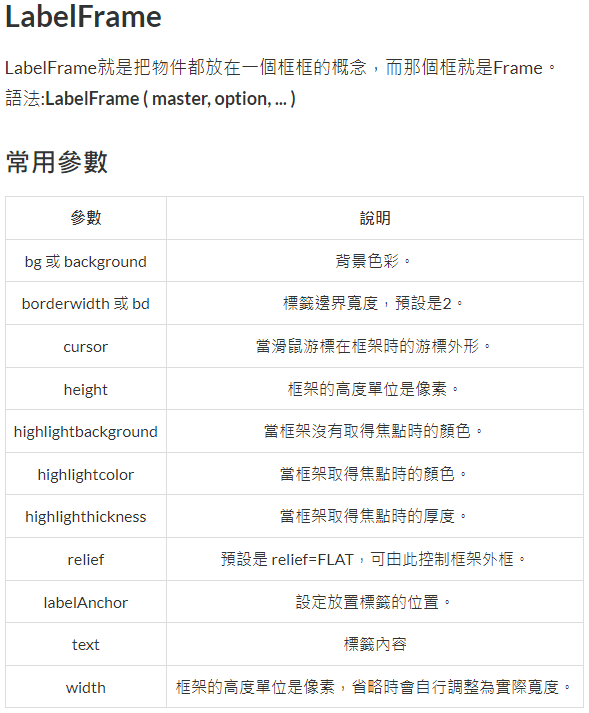 LabelFrame
LabelFrame就是把物件都放在一個框框的概念，而那個框就是Frame。
語法:LabelFrame ( master, option, ... )
常用參數
參數 說明
bg 或 background 背景色彩。
borderwidth 或 bd 標籤邊界寬度，預設是2。
cursor 當滑鼠游標在框架時的游標外形。
height 框架的高度單位是像素。
highlightbackground 當框架沒有取得焦點時的顏色。
highlightcolor 當框架取得焦點時的顏色。
highlighthickness 當框架取得焦點時的厚度。
relief 預設是 relief=FLAT，可由此控制框架外框。
labelAnchor 設定放置標籤的位置。
text 標籤內容
width 框架的高度單位是像素，省略時會自行調整為實際寬度。